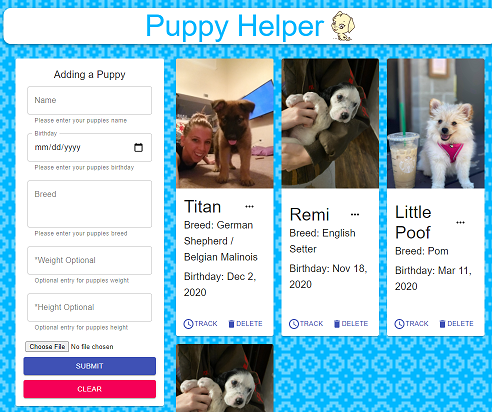 Puppy Helper
Adding a Puppy
Name
Please enter your puppies name
Birthday
mm/dd/yyyy
Please enter your puppies birthday
Breed
Please enter your puppies breed
*Weight Optional
Optional entry for puppies weight
*Height Optional
Optional entry for puppies height
Choose File No file chosen
SUBMIT
CLEAR
Titan
Breed: German
Shepherd /
Belgian Malinois
Birthday: Dec 2,
2020
TRACK DELETE
Remi
Breed: English
Setter
Birthday: Nov 18,
2020
TRACK DELETE
Little
Poof
Breed: Pom
Birthday: Mar 11,
2020
TRACK DELETE